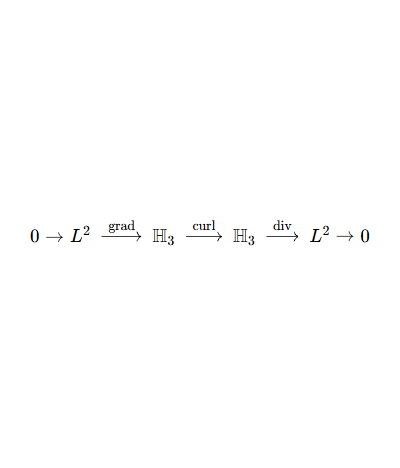 0 → L² —grad→ ℍ₃ —curl→ ℍ₃ —div→ L² → 0